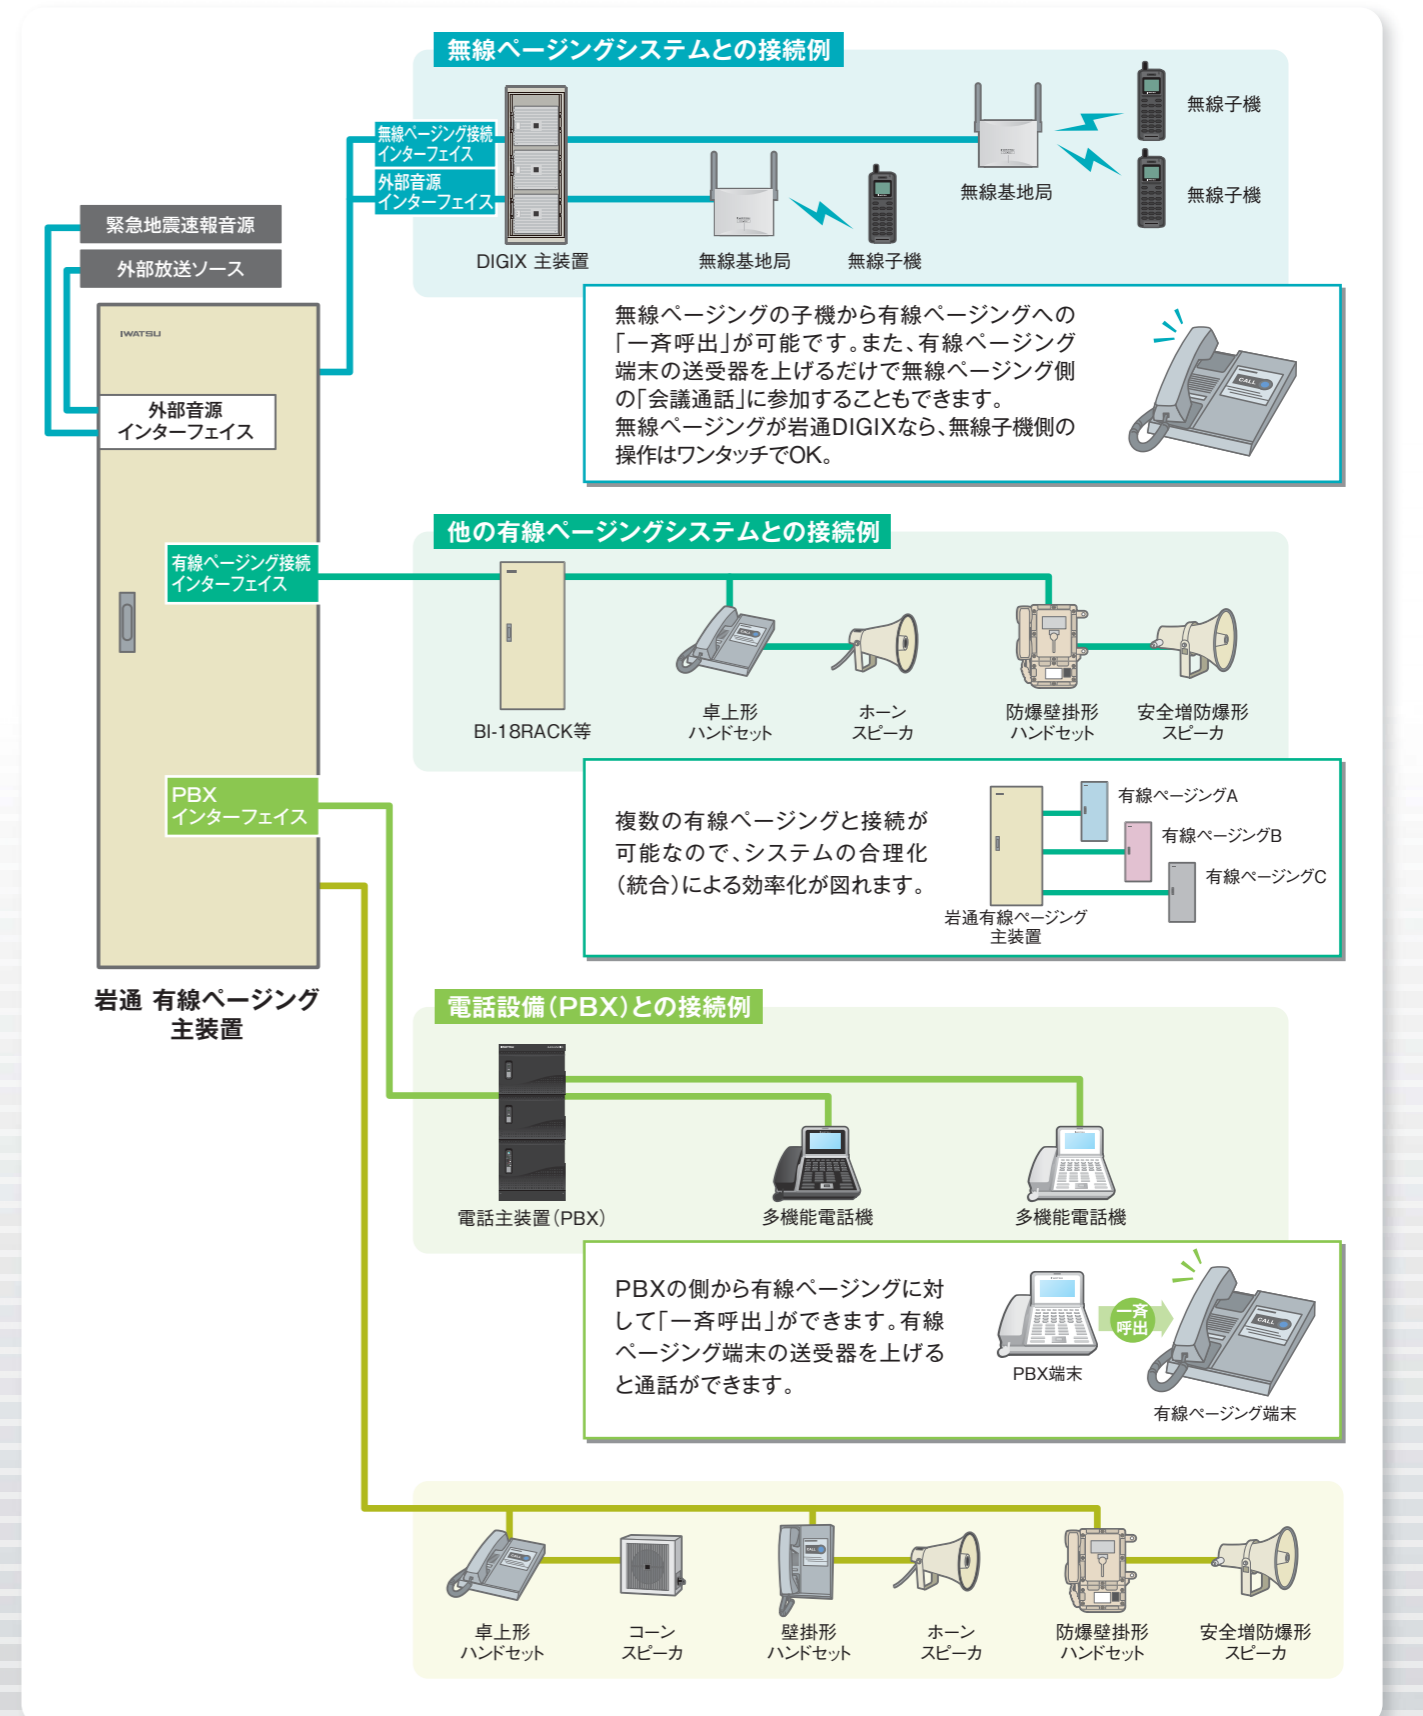 無線ページングシステムとの接続例
無線ページング接続
インターフェイス
外部音源
インターフェイス
DIGIX 主装置
無線基地局
無線子機
無線基地局
無線子機
無線子機
緊急地震速報音源
外部放送ソース
IWATSU
外部音源
インターフェイス
無線ページングの子機から有線ページングへの
「一斉呼出」が可能です。また、有線ページング
端末の送受器を上げるだけで無線ページング側
の「会議通話」に参加することもできます。
無線ページングが岩通DIGIXなら、無線子機側の
操作はワンタッチでOK。
CALL
他の有線ページングシステムとの接続例
有線ページング接続
インターフェイス
BI-18RACK等
卓上形
ハンドセット
ホーン
スピーカ
防爆壁掛形
ハンドセット
安全増防爆形
スピーカ
複数の有線ページングと接続が
可能なので、システムの合理化
（統合）による効率化が図れます。
有線ページングA
有線ページングB
有線ページングC
岩通有線ページング
主装置
PBX
インターフェイス
岩通 有線ページング
主装置
電話設備（PBX）との接続例
電話主装置（PBX）
多機能電話機
多機能電話機
PBXの側から有線ページングに対
して「一斉呼出」ができます。有線
ページング端末の送受器を上げる
と通話ができます。
一斉
呼出
CALL
PBX端末
有線ページング端末
卓上形
ハンドセット
コーン
スピーカ
壁掛形
ハンドセット
ホーン
スピーカ
防爆壁掛形
ハンドセット
安全増防爆形
スピーカ